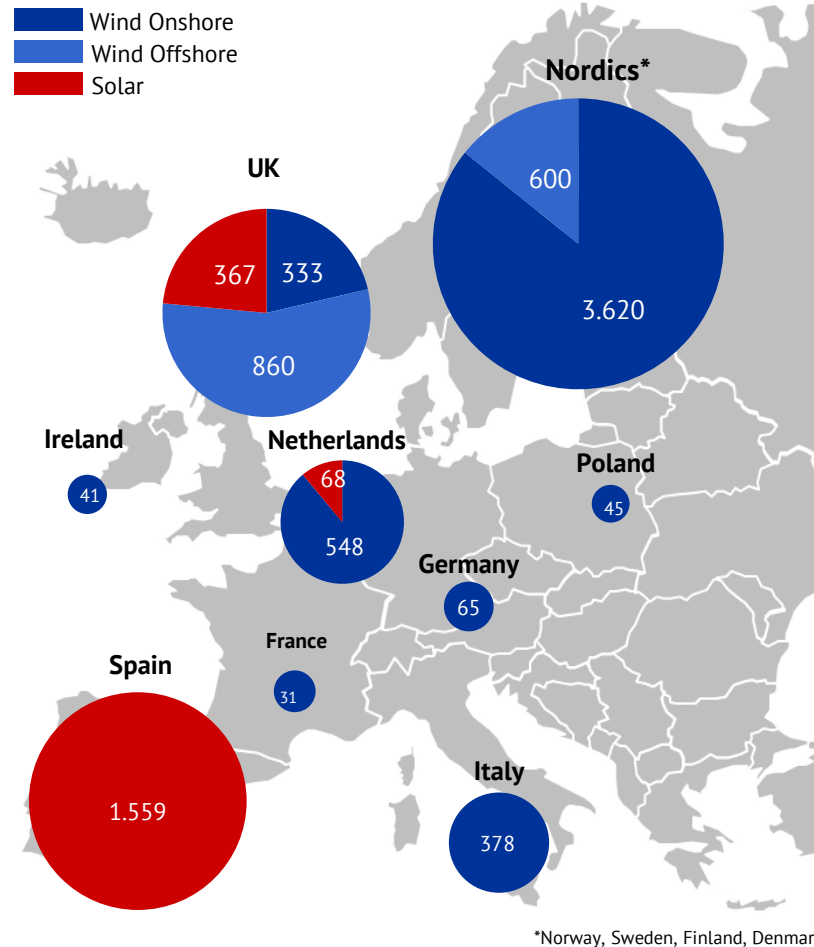 Wind Onshore
Wind Offshore
Solar
Nordics*
600
3.620
UK
367
333
860
Ireland
41
Netherlands
68
548
Poland
45
Germany
65
France
31
Spain
1.559
Italy
378
*Norway, Sweden, Finland, Denmar